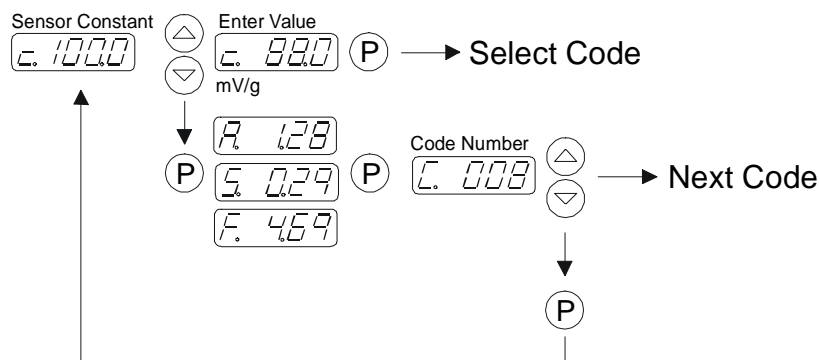 Sensor Constant
c. 100.0
Enter Value
c. 88.0
P
Select Code
mV/g
P
A. 1.28
S. 0.29
F. 4.69
P
Code Number
C. 008
Next Code
P